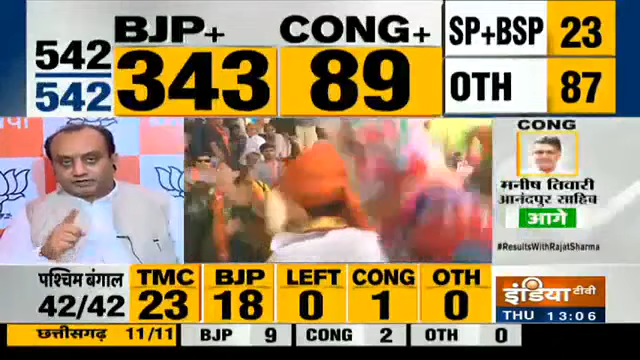 542
542
BJP+
343
CONG+
89
SP+BSP 23
OTH 87
CONG
मनीष तिवारी
आनंदपुर साहिब
आगे
#ResultsWithRajatSharma
पश्चिम बंगाल
42/42
TMC BJP LEFT CONG OTH
23 18 0 1 0
इंडिया टीवी
THU 13:06
छत्तीसगढ़ 11/11 BJP 9 CONG 2 OTH 0